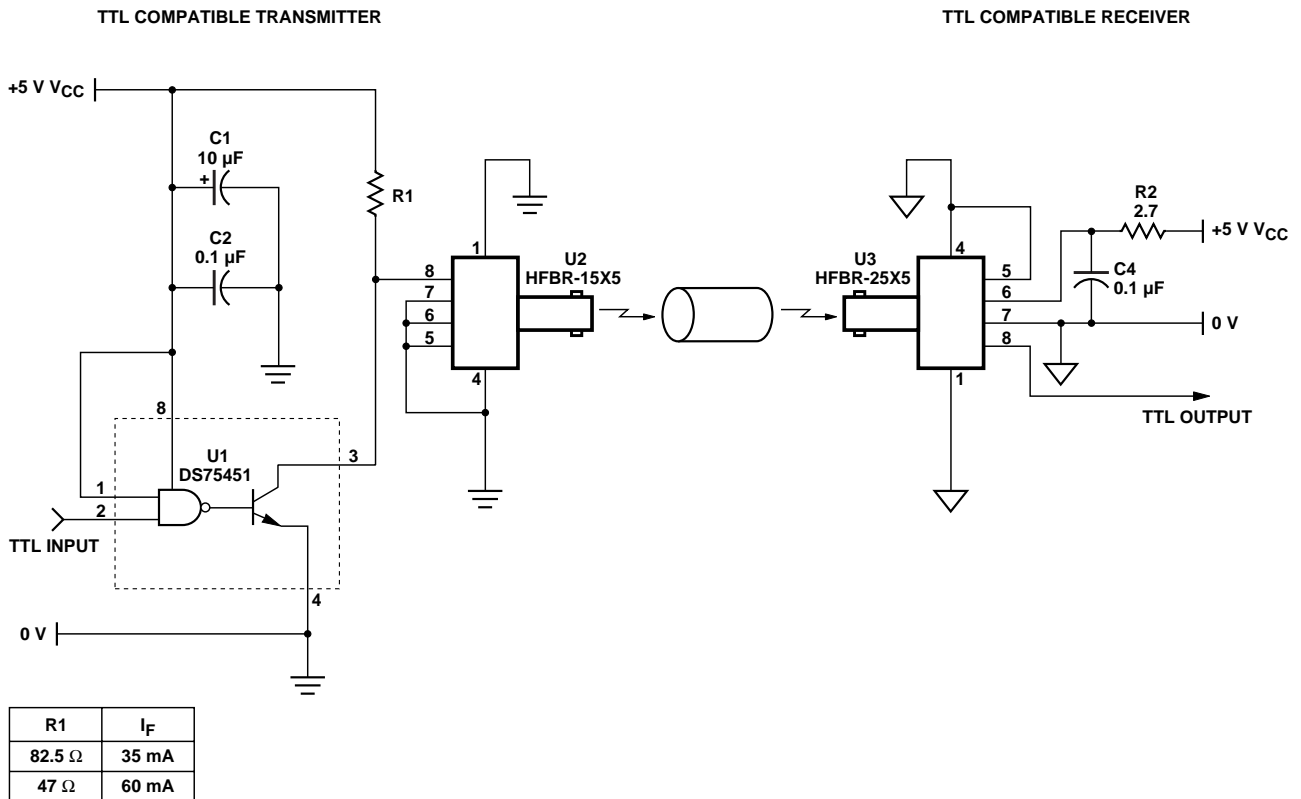 TTL COMPATIBLE TRANSMITTER
TTL COMPATIBLE RECEIVER
+5 V VCC
C1
10 µF
+
R1
C2
0.1 µF
8
U1
DS75451
3
1
2
TTL INPUT
4
0 V
1
U2
HFBR-15X5
8
7
6
5
4
U3
HFBR-25X5
4
5
6
7
8
1
R2
2.7
+5 V VCC
C4
0.1 µF
0 V
TTL OUTPUT
R1 IF
82.5 Ω 35 mA
47 Ω 60 mA